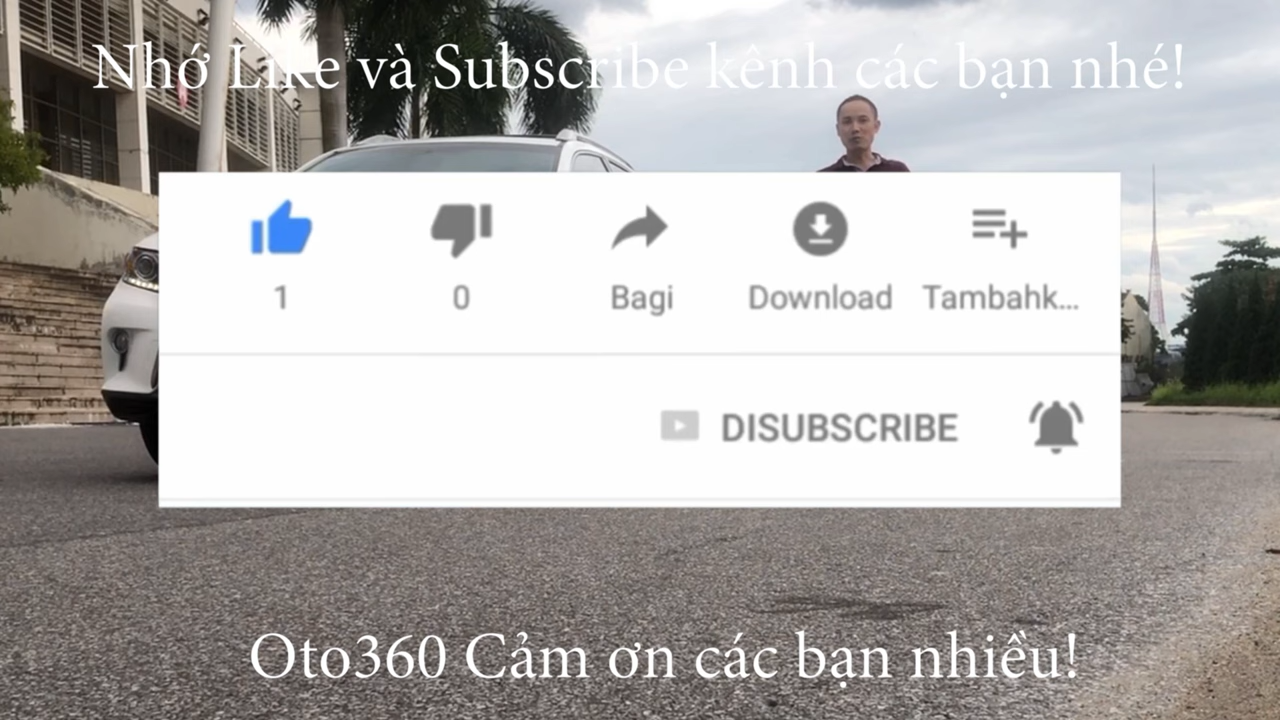 Nhớ Like và Subscribe kênh các bạn nhé!
1 0 Bagi Download Tambahk...
DISUBSCRIBE
Oto360 Cảm ơn các bạn nhiều!